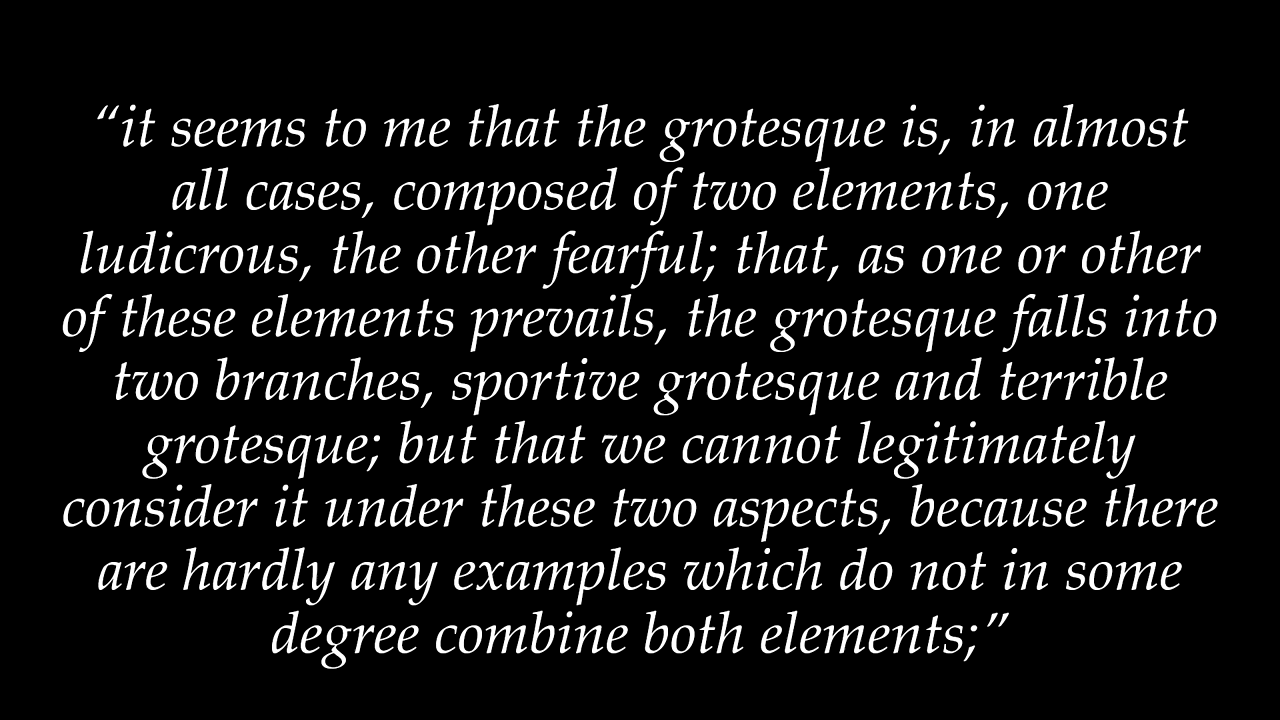 “it seems to me that the grotesque is, in almost
all cases, composed of two elements, one
ludicrous, the other fearful; that, as one or other
of these elements prevails, the grotesque falls into
two branches, sportive grotesque and terrible
grotesque; but that we cannot legitimately
consider it under these two aspects, because there
are hardly any examples which do not in some
degree combine both elements;”